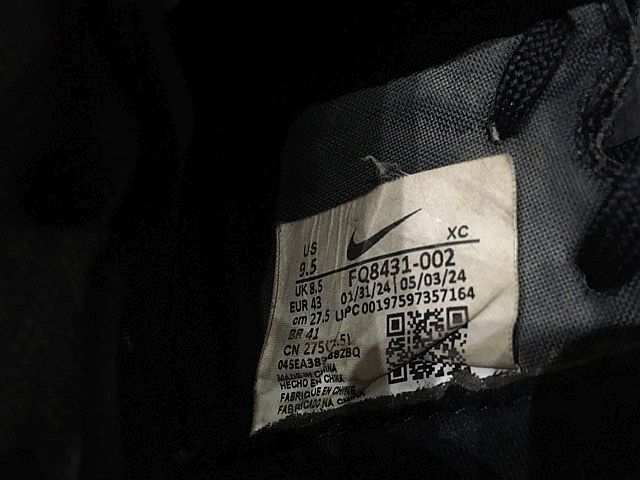 XC
US
9.5
FQ8431-002
UK 8.5
01/31/24 | 05/03/24
EUR 43
UPC 00197597357164
cm 27.5
BR 41
CN 275
MADE IN CHINA
HECHO EN CHINA
FABRIQUE EN CHINE
FABRICADO NA CHINA